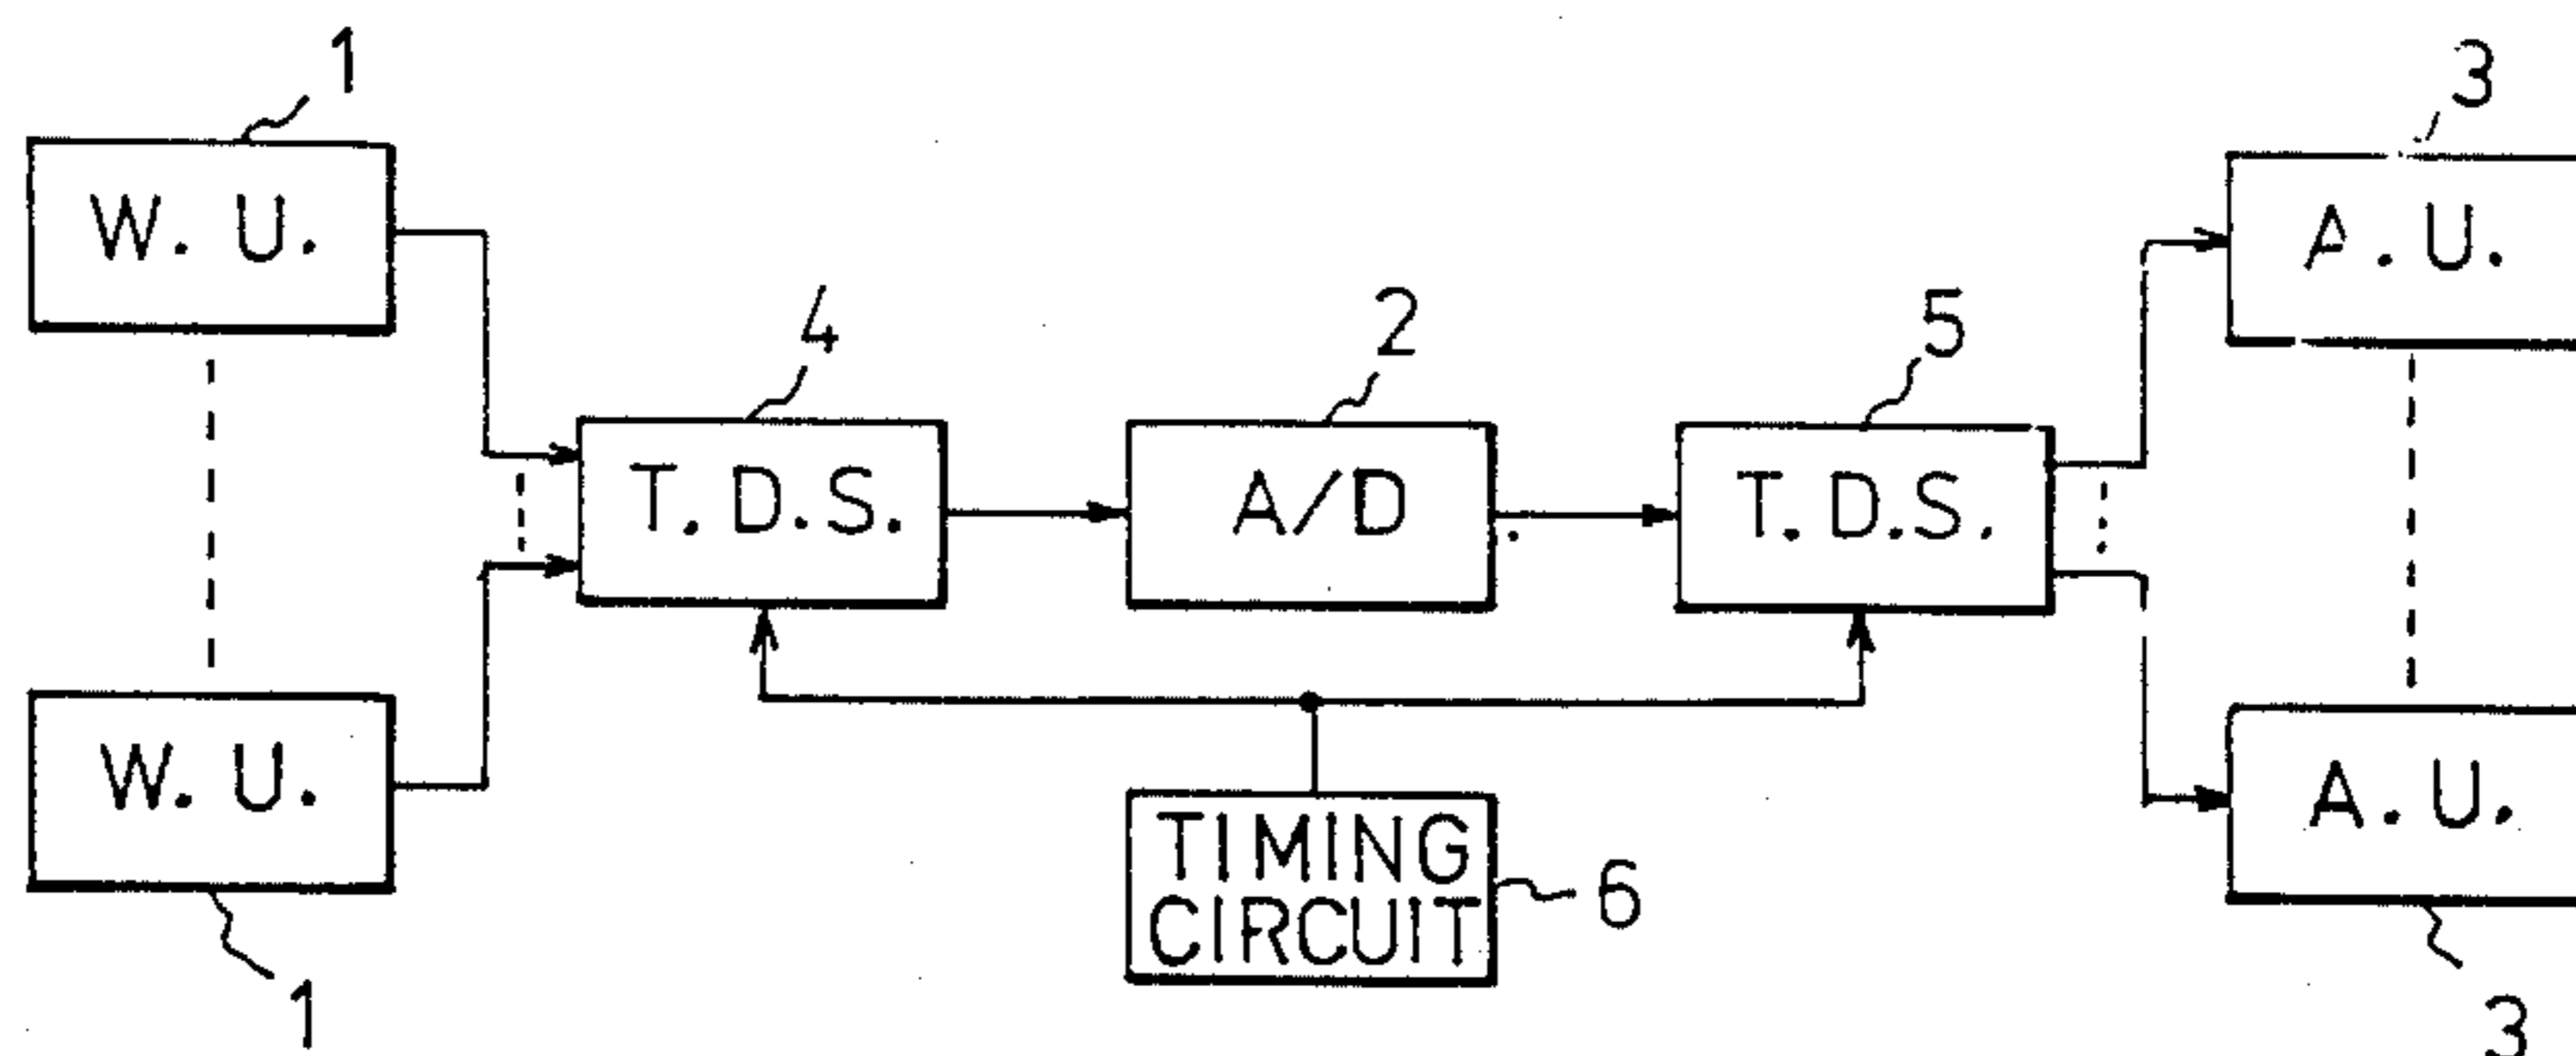 1
3
W. U.
A. U.
4
2
5
T. D. S.
A/D
T. D. S.
W. U.
TIMING
CIRCUIT
6
A. U.
1
3